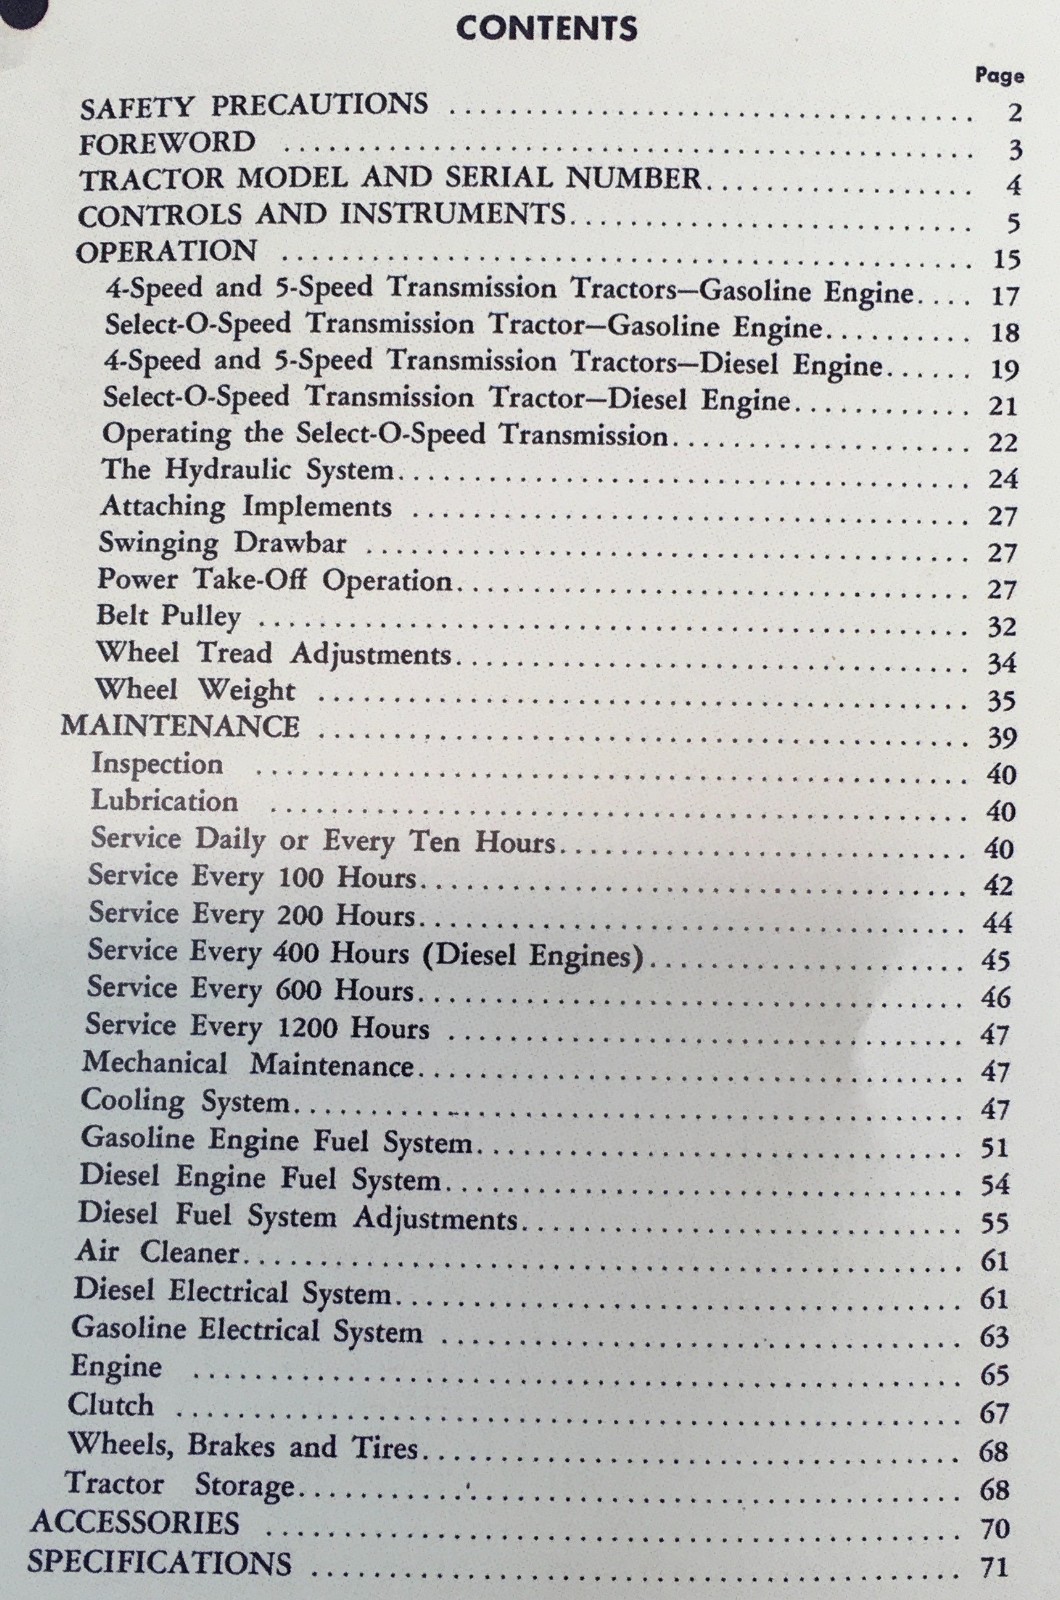 CONTENTS
Page
SAFETY PRECAUTIONS .................................. 2
FOREWORD .............................................. 3
TRACTOR MODEL AND SERIAL NUMBER.................. 4
CONTROLS AND INSTRUMENTS........................... 5
OPERATION .............................................. 15
4-Speed and 5-Speed Transmission Tractors—Gasoline Engine.... 17
Select-O-Speed Transmission Tractor—Gasoline Engine.......... 18
4-Speed and 5-Speed Transmission Tractors—Diesel Engine...... 19
Select-O-Speed Transmission Tractor—Diesel Engine............ 21
Operating the Select-O-Speed Transmission.................... 22
The Hydraulic System...................................... 24
Attaching Implements ..................................... 27
Swinging Drawbar ........................................ 27
Power Take-Off Operation.................................. 27
Belt Pulley ............................................... 32
Wheel Tread Adjustments.................................. 34
Wheel Weight ........................................... 35
MAINTENANCE ........................................... 39
Inspection ............................................... 40
Lubrication .............................................. 40
Service Daily or Every Ten Hours........................... 40
Service Every 100 Hours.................................... 42
Service Every 200 Hours.................................... 44
Service Every 400 Hours (Diesel Engines)..................... 45
Service Every 600 Hours.................................... 46
Service Every 1200 Hours .................................. 47
Mechanical Maintenance.................................... 47
Cooling System............................................ 47
Gasoline Engine Fuel System................................ 51
Diesel Engine Fuel System.................................. 54
Diesel Fuel System Adjustments............................. 55
Air Cleaner................................................ 61
Diesel Electrical System..................................... 61
Gasoline Electrical System .................................. 63
Engine ................................................... 65
Clutch .................................................... 67
Wheels, Brakes and Tires................................... 68
Tractor Storage............................................ 68
ACCESSORIES .............................................. 70
SPECIFICATIONS ........................................... 71